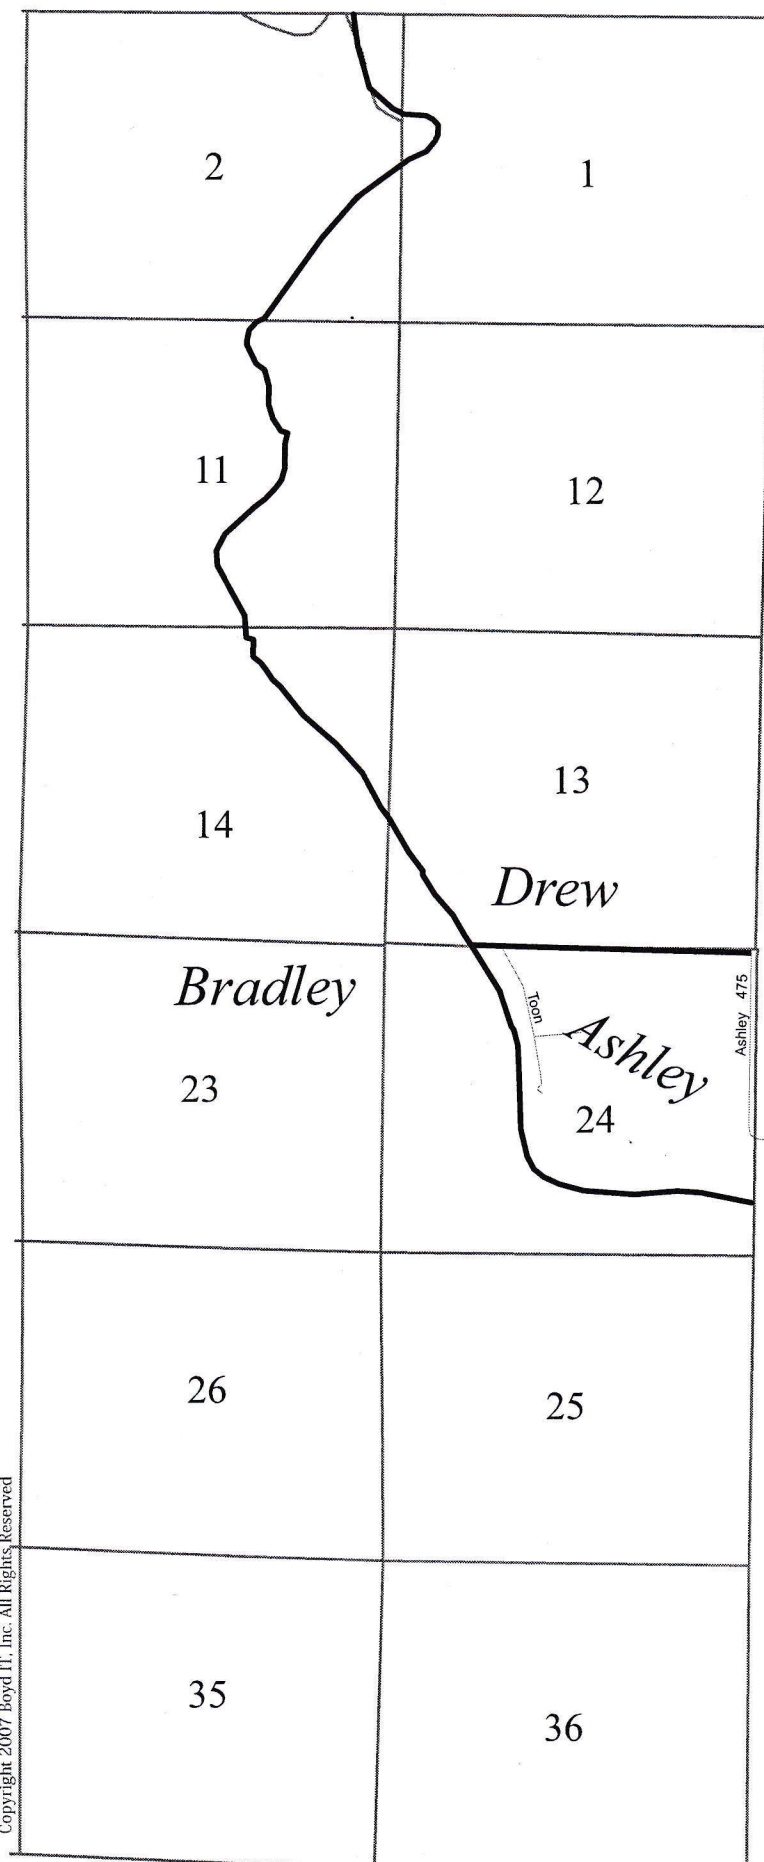 2
1
11
12
13
14
Drew
Bradley
Toon
Ashley
Ashley 475
23
24
26
25
35
36
Copyright 2007 Boyd IT, Inc. All Rights Reserved